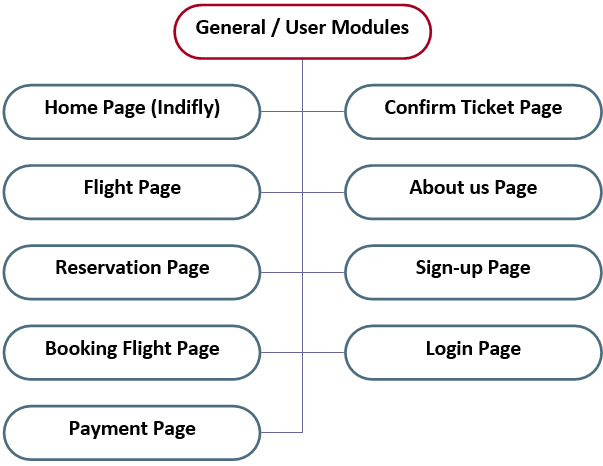 General / User Modules
Home Page (Indifly)
Confirm Ticket Page
Flight Page
About us Page
Reservation Page
Sign-up Page
Booking Flight Page
Login Page
Payment Page